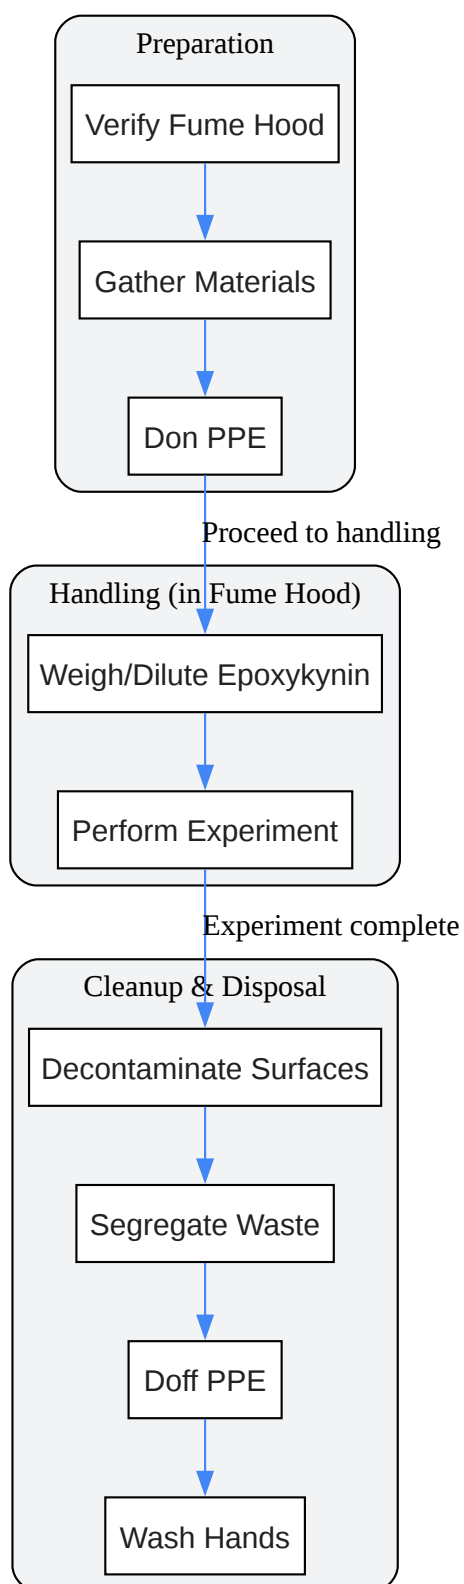 Preparation
Verify Fume Hood
Gather Materials
Don PPE
Proceed to handling
Handling (in Fume Hood)
Weigh/Dilute Epoxykynin
Perform Experiment
Experiment complete
Cleanup & Disposal
Decontaminate Surfaces
Segregate Waste
Doff PPE
Wash Hands